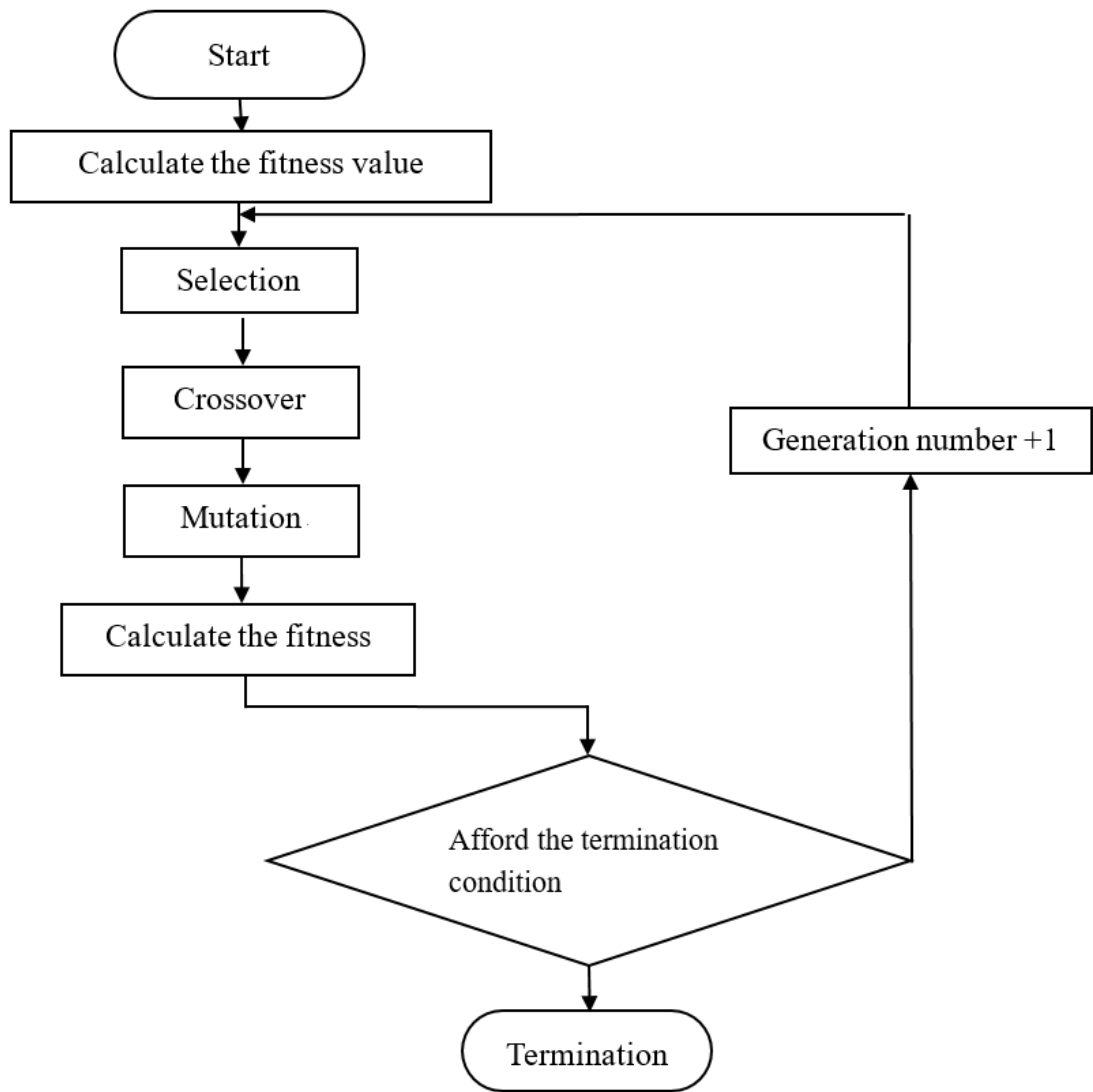 Start
Calculate the fitness value
Selection
Crossover
Mutation
Calculate the fitness
Generation number +1
Afford the termination
condition
Termination